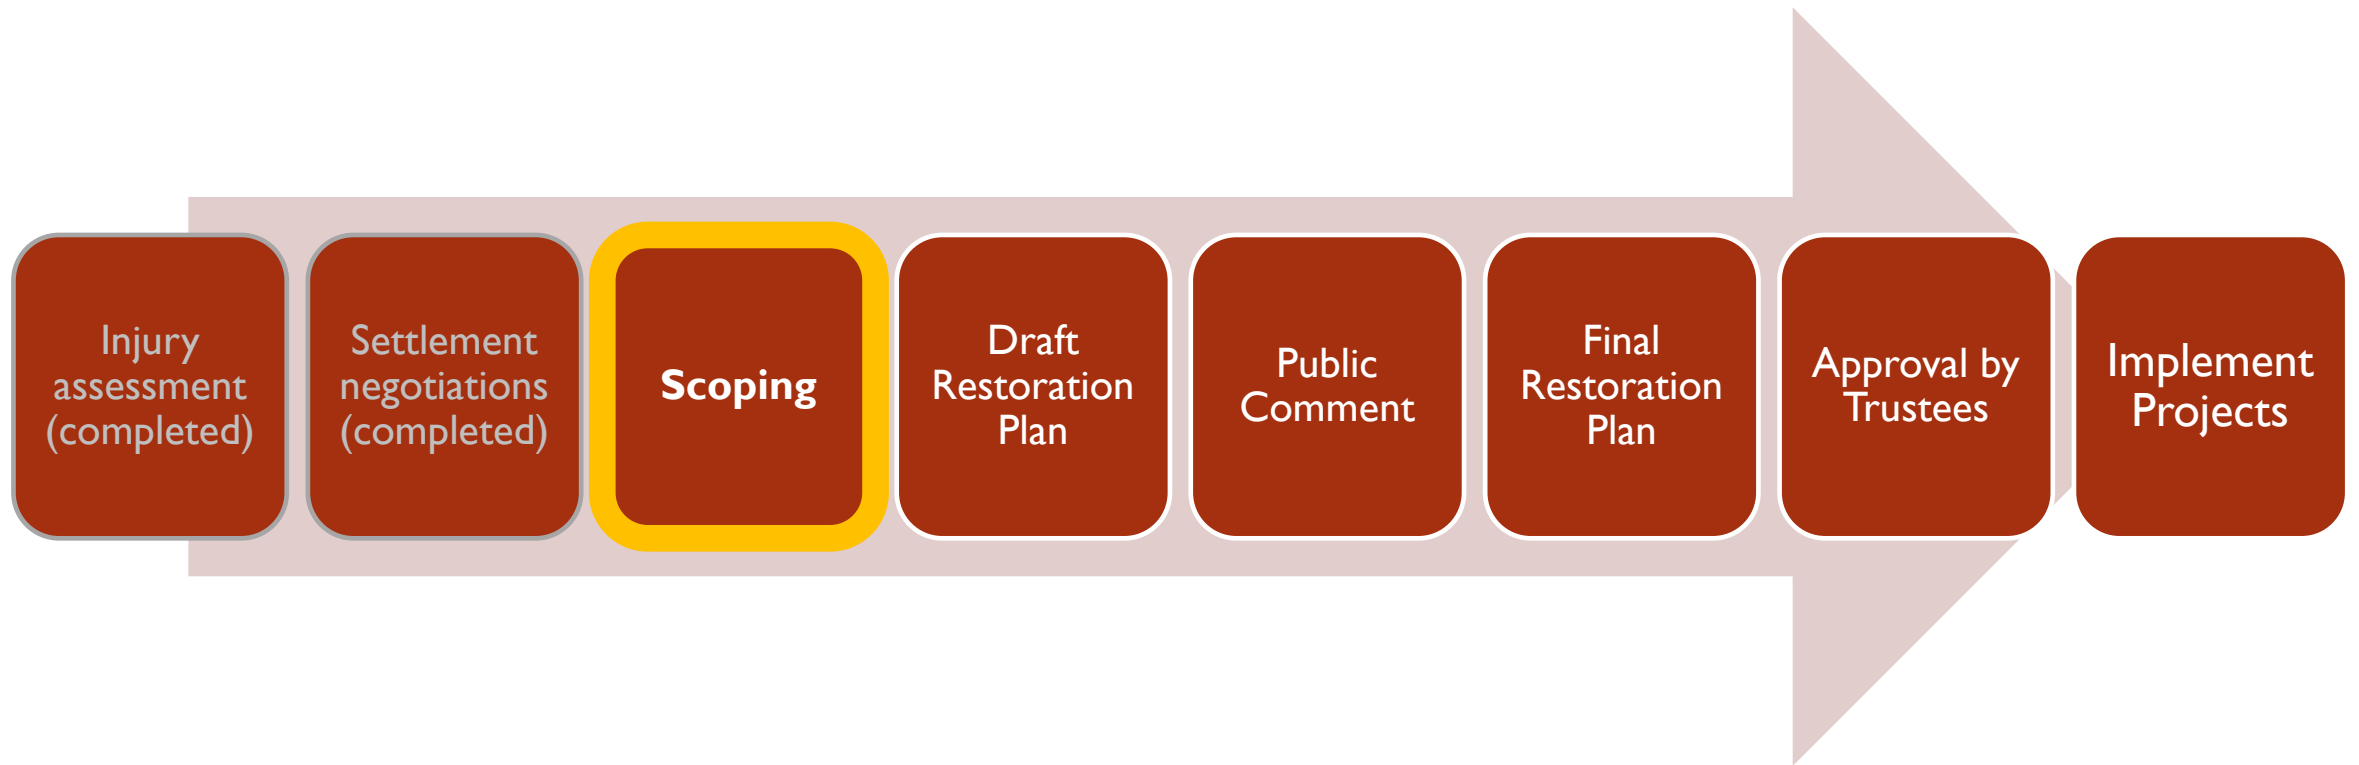 Injury
assessment
(completed)
Settlement
negotiations
(completed)
Scoping
Draft
Restoration
Plan
Public
Comment
Final
Restoration
Plan
Approval by
Trustees
Implement
Projects